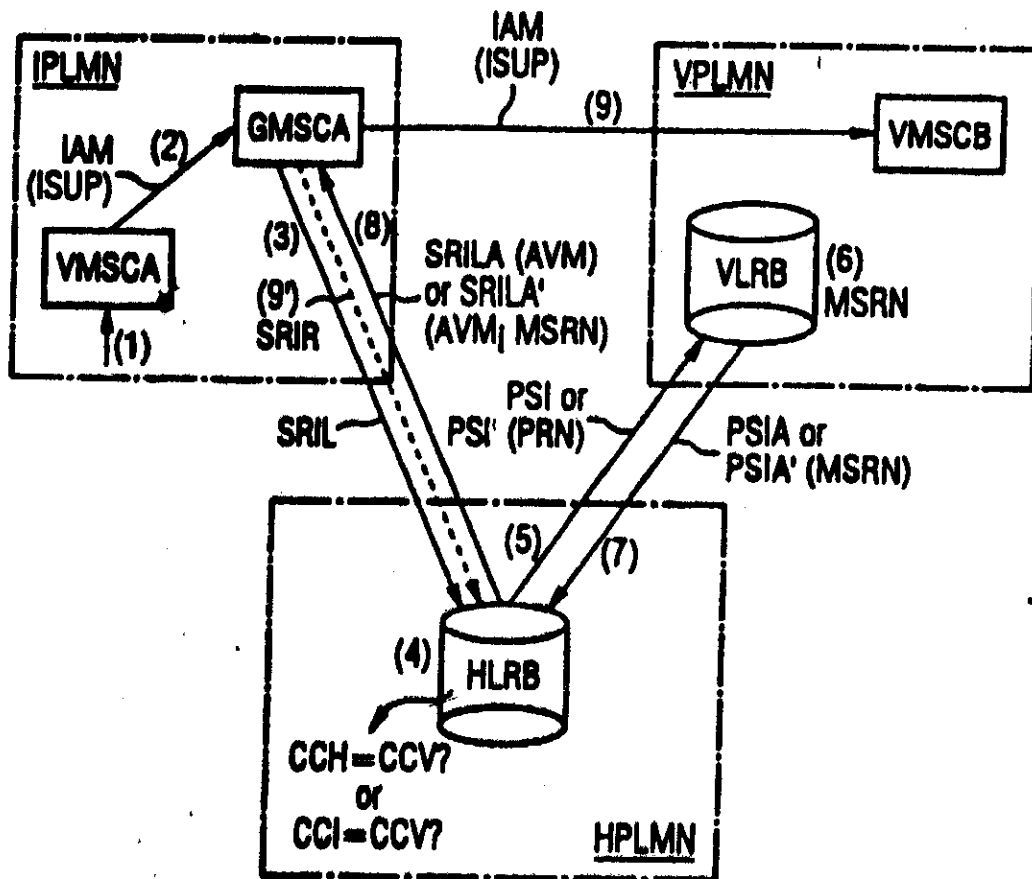 IAM
(ISUP)
IPLMN
VPLMN
GMSCA
(9)
VMSCB
(2)
IAM
(ISUP)
VMSCA
(1)
(3)
(8)
(9')
SRIR
SRILA (AVM)
or SRILA'
(AVM¡ MSRN)
VLRB
(6)
MSRN
SRIL
PSI or
PSI' (PRN)
PSIA or
PSIA' (MSRN)
(5)
(7)
(4)
HLRB
CCH=CCV?
or
CCI=CCV?
HPLMN